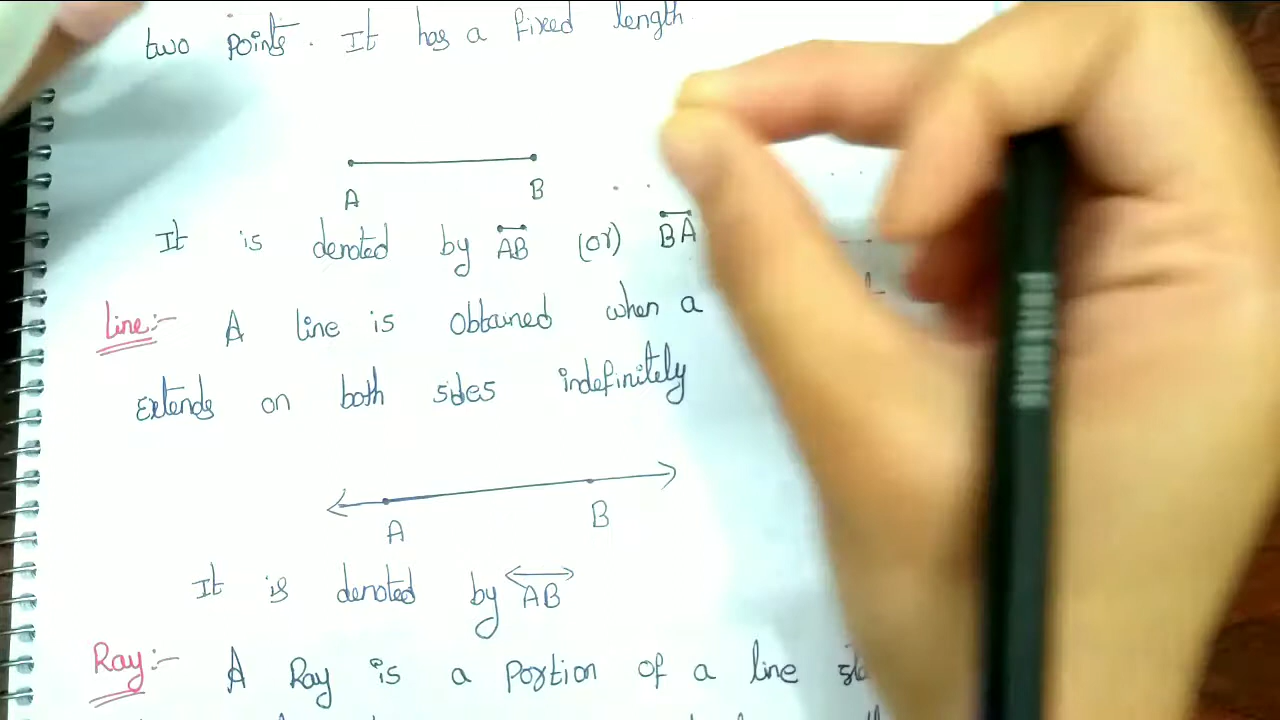 two points. It has a fixed length
A B
It is denoted by AB (or) BA
Line:- A line is obtained when a
Extends on both sides indefinitely
A B
It is denoted by AB
Ray:- A Ray is a portion of a line